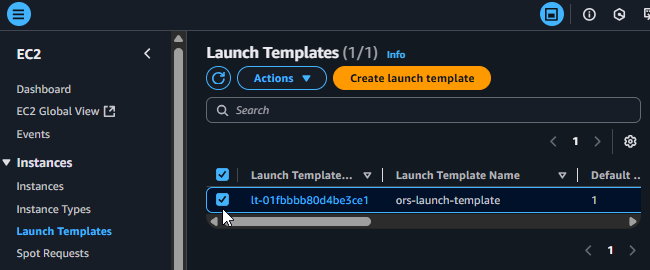 EC2
Dashboard
EC2 Global View
Events
Instances
Instances
Instance Types
Launch Templates
Spot Requests
Launch Templates (1/1) Info
Actions
Create launch template
Search
1
Launch Template... Launch Template Name Default ...
lt-01fbbbb80d4be3ce1 ors-launch-template 1
1